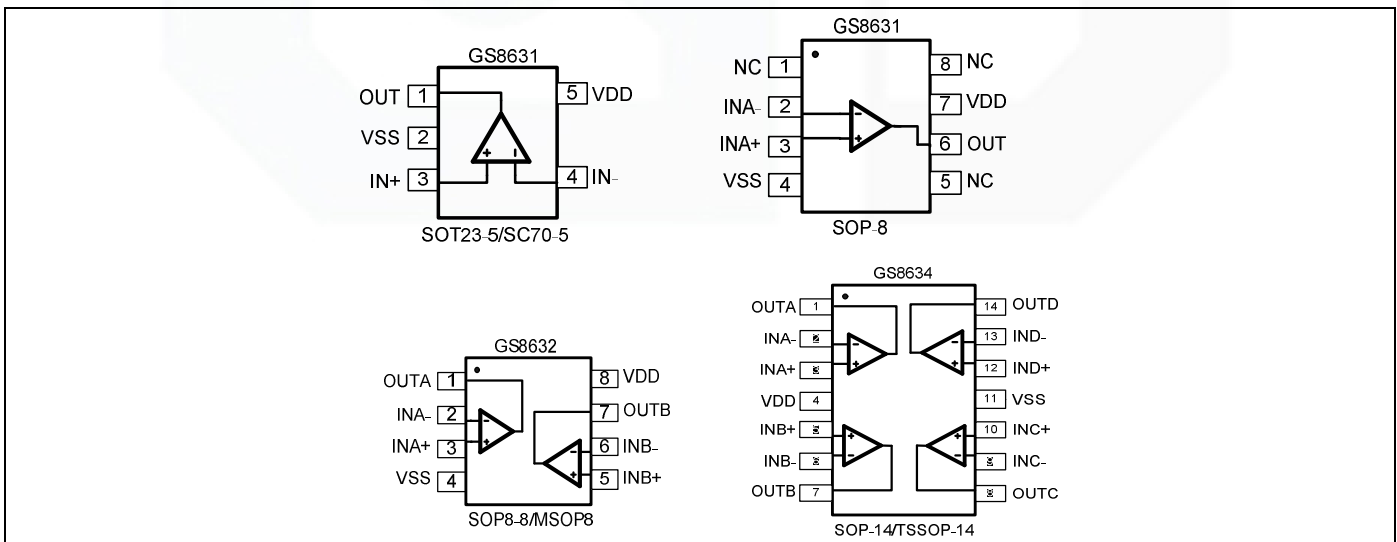 GS8631
OUT 1
5 VDD
VSS 2
IN+ 3
4 IN-
SOT23-5/SC70-5
GS8631
NC 1
8 NC
INA- 2
7 VDD
INA+ 3
6 OUT
VSS 4
5 NC
- +
SOP-8
GS8632
OUTA 1
8 VDD
INA- 2
7 OUTB
INA+ 3
6 INB-
VSS 4
5 INB+
SOP8-8/MSOP8
GS8634
OUTA 1
14 OUTD
INA-
13 IND-
INA+
12 IND+
VDD 4
11 VSS
INB+
10 INC+
INB-
INC-
OUTB 7
OUTC
SOP-14/TSSOP-14